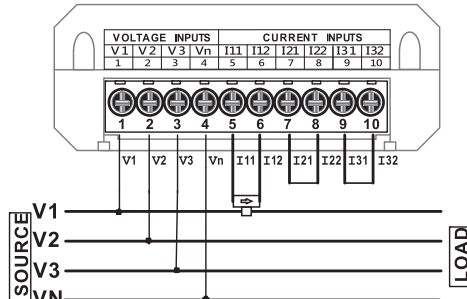 VOLTAGE INPUTS CURRENT INPUTS
V1 V2 V3 Vn I11 I12 I21 I22 I31 I32
1 2 3 4 5 6 7 8 9 10
1 2 3 4 5 6 7 8 9 10
V1 V2 V3 Vn I11 I12 I21 I22 I31 I32
SOURCE
V1
V2
V3
VN
LOAD